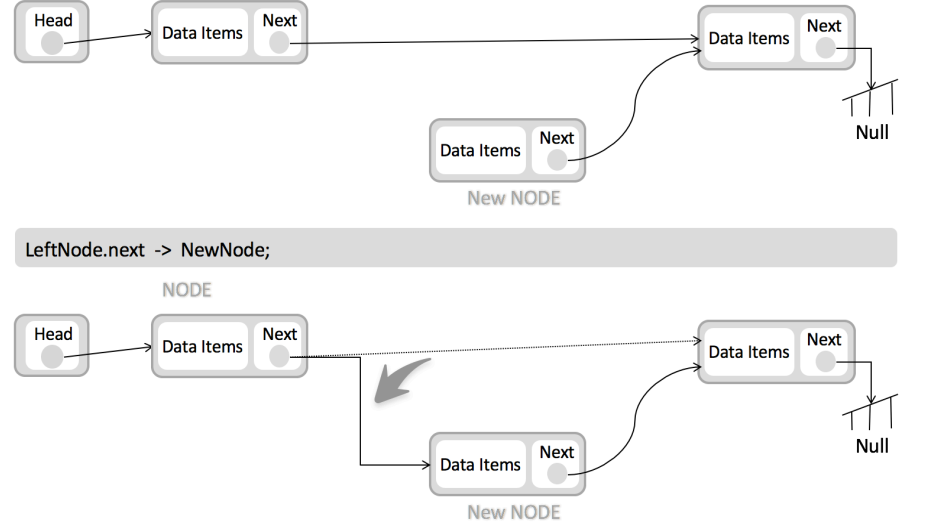 Head
Data Items
Next
Data Items
Next
Null
Data Items
Next
New NODE
LeftNode.next -> NewNode;
NODE
Head
Data Items
Next
Data Items
Next
Null
Data Items
Next
New NODE